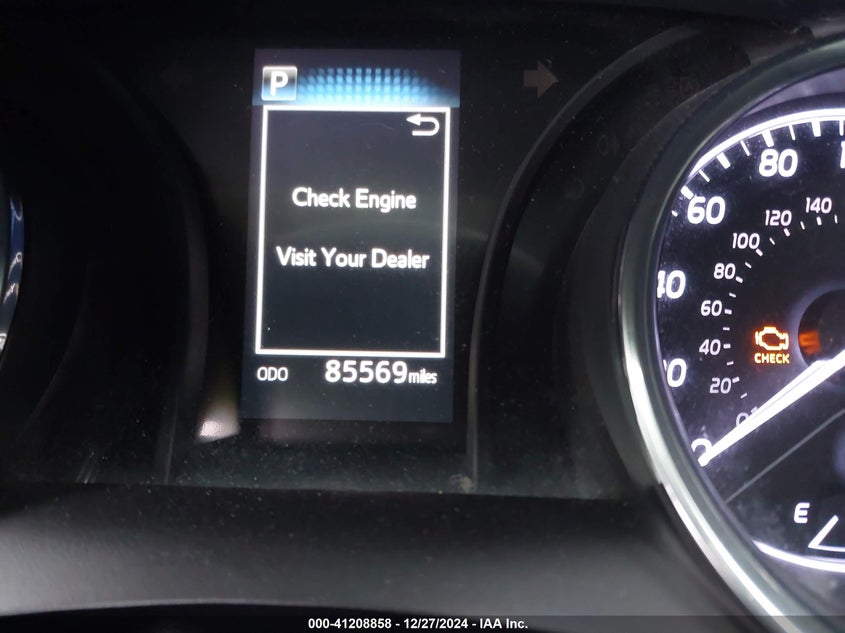 P
Check Engine
Visit Your Dealer
ODO 85569 miles
80
60
140
120
100
80
60
40
20
CHECK
E
000-41208858 - 12/27/2024 - IAA Inc.